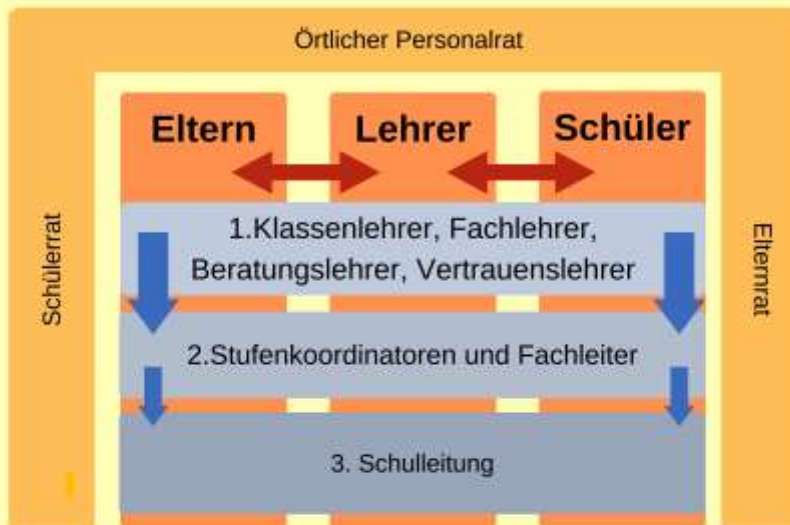 Örtlicher Personalrat
Eltern
Lehrer
Schüler
Schülerrat
1.Klassenlehrer, Fachlehrer,
Beratungslehrer, Vertrauenslehrer
Elternrat
2.Stufenkoordinatoren und Fachleiter
3. Schulleitung